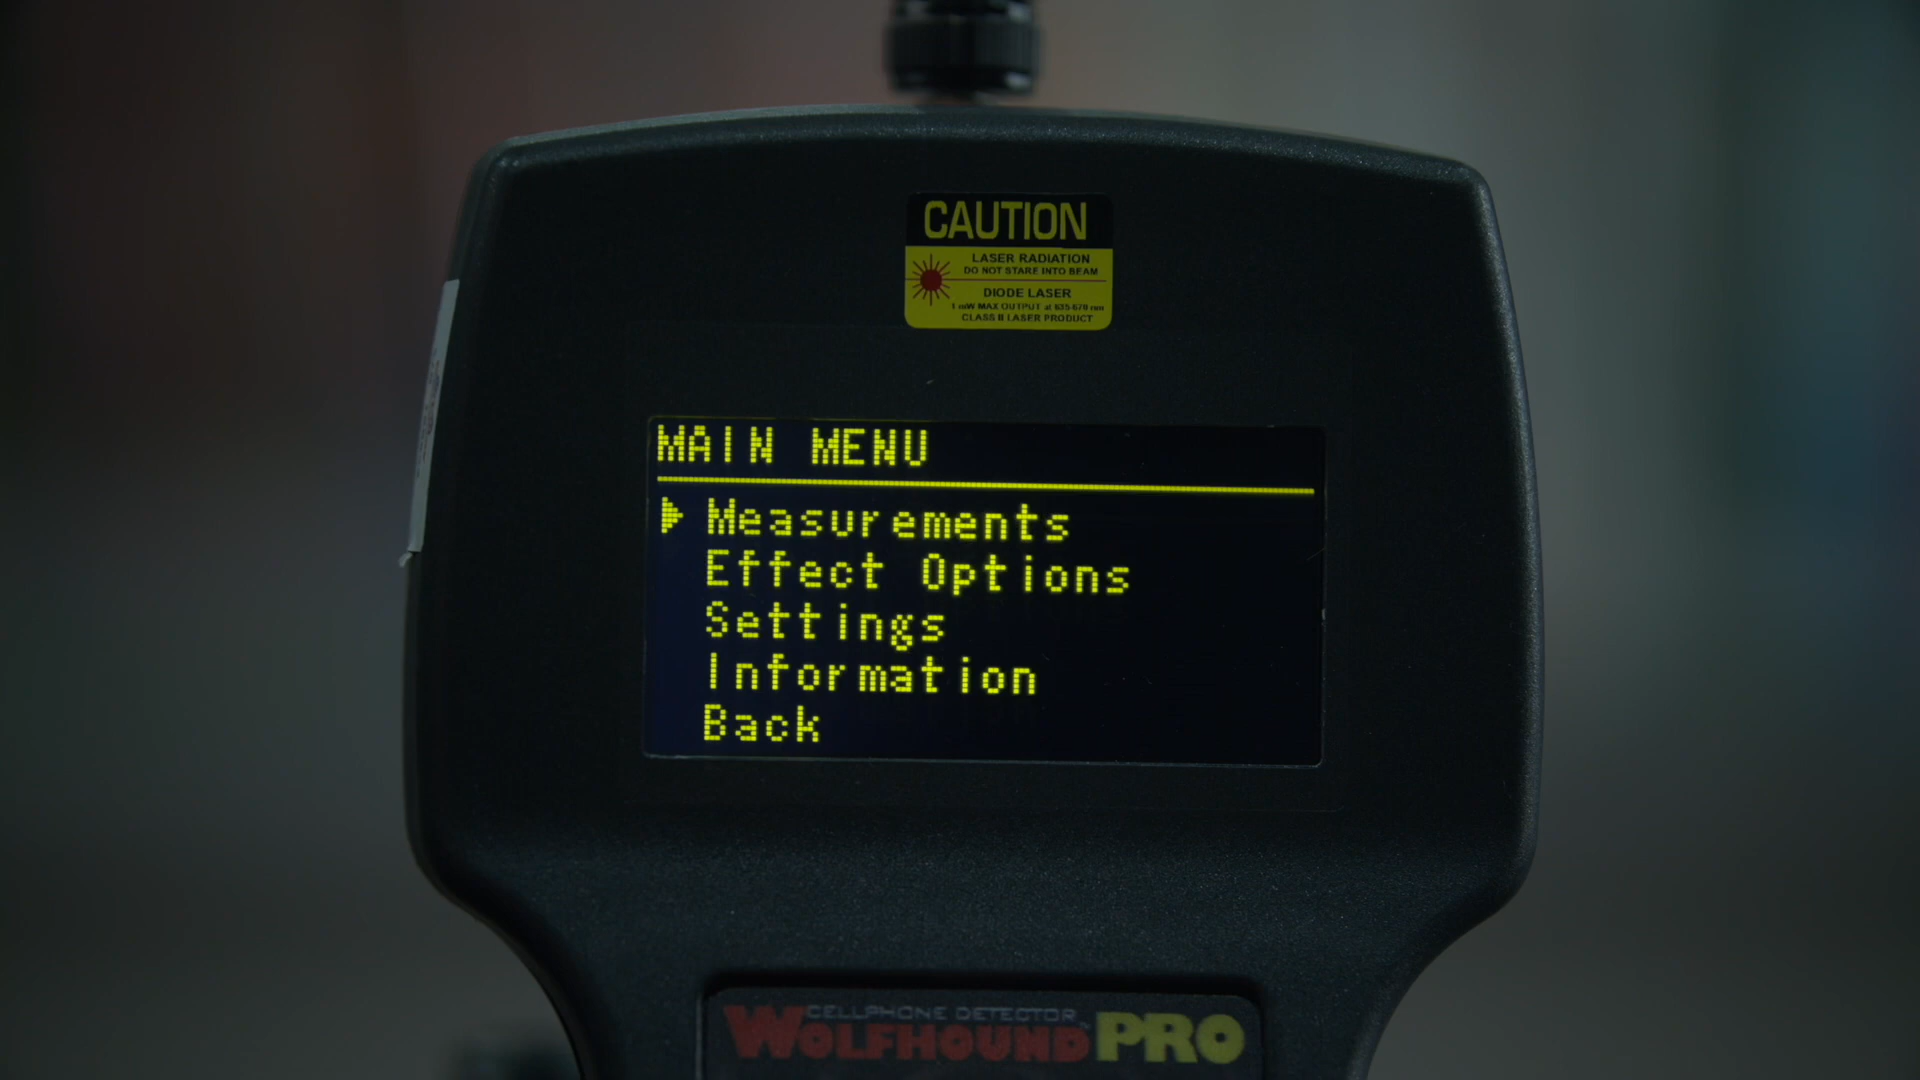 CAUTION
LASER RADIATION
DO NOT STARE INTO BEAM
DIODE LASER
1 mW MAX OUTPUT at 635-670 nm
CLASS II LASER PRODUCT
MAIN MENU
Measurements
Effect Options
Settings
Information
Back
CELLPHONE DETECTOR
WOLFHOUND PRO